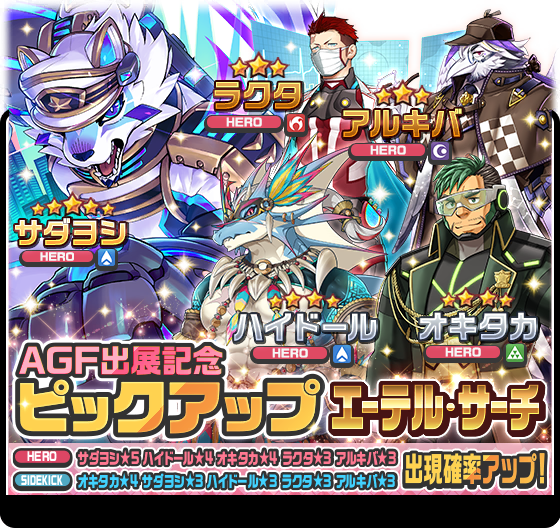 ★★★
ラクタ
HERO
★★★
アルキバ
HERO
★★★★★
サダヨシ
HERO
★★★★
ハイドール
HERO
★★★★
オキタカ
HERO
AGF出展記念
ピックアップ エーテル・サーチ
HERO サダヨシ★5 ハイドール★4 オキタカ★4 ラクタ★3 アルキバ★3
SIDEKICK オキタカ★4 サダヨシ★3 ハイドール★3 ラクタ★3 アルキバ★3
出現確率アップ!